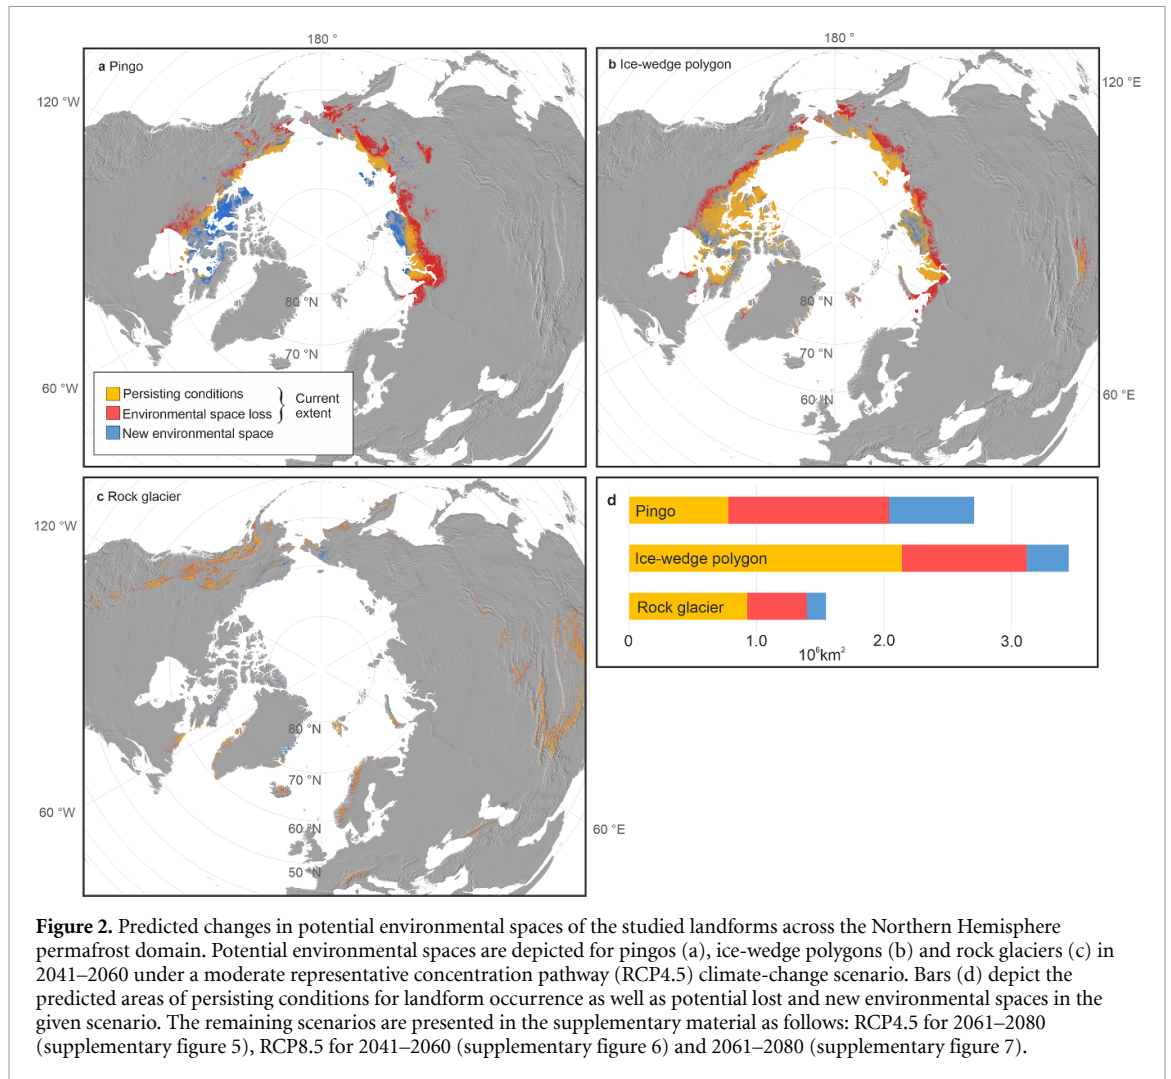 180 °
180 °
a Pingo
b Ice-wedge polygon
120 °W
120 °E
80 °N
70 °N
80 °N
70 °N
60 °N
60 °W
60 °E
Persisting conditions
Environmental space loss
} Current extent
New environmental space
c Rock glacier
120 °W
80 °N
70 °N
60 °N
50 °N
60 °W
60 °E
d
Pingo
Ice-wedge polygon
Rock glacier
0 1.0 2.0 3.0
10⁶km²
Figure 2. Predicted changes in potential environmental spaces of the studied landforms across the Northern Hemisphere
permafrost domain. Potential environmental spaces are depicted for pingos (a), ice-wedge polygons (b) and rock glaciers (c) in
2041–2060 under a moderate representative concentration pathway (RCP4.5) climate-change scenario. Bars (d) depict the
predicted areas of persisting conditions for landform occurrence as well as potential lost and new environmental spaces in the
given scenario. The remaining scenarios are presented in the supplementary material as follows: RCP4.5 for 2061–2080
(supplementary figure 5), RCP8.5 for 2041–2060 (supplementary figure 6) and 2061–2080 (supplementary figure 7).